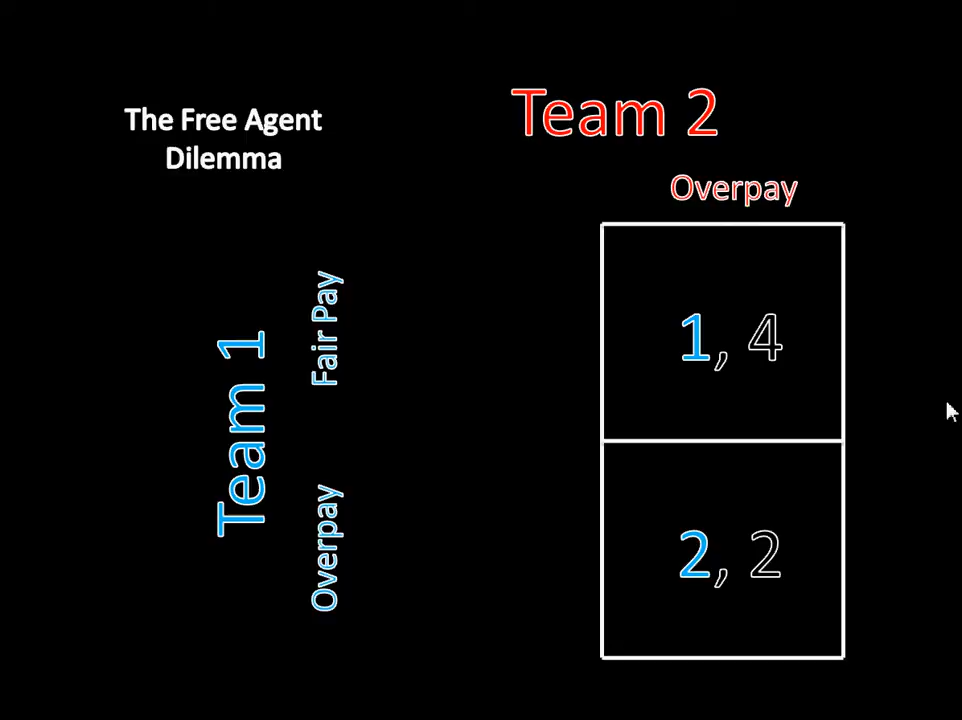 The Free Agent
Dilemma
Team 2
Overpay
Team 1
Fair Pay
1, 4
Overpay
2, 2